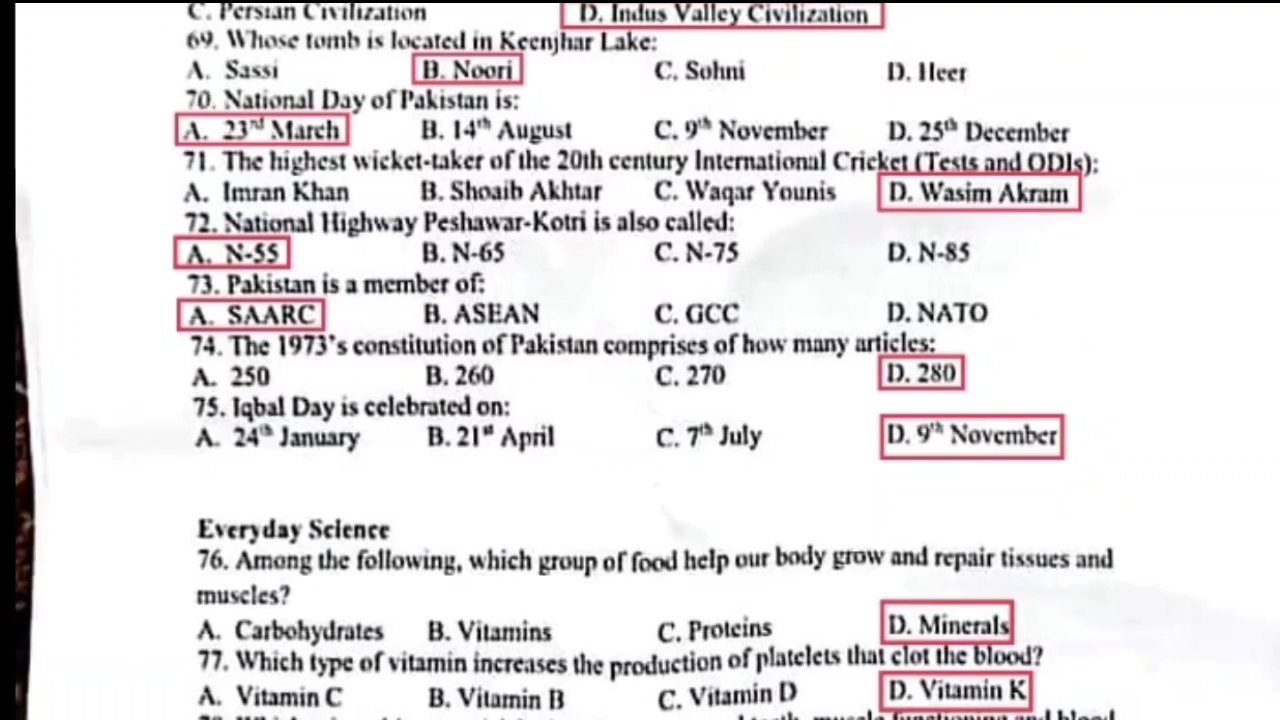 C. Persian Civilization D. Indus Valley Civilization
69. Whose tomb is located in Keenjhar Lake:
A. Sassi B. Noori C. Sohni D. Heer
70. National Day of Pakistan is:
A. 23rd March B. 14th August C. 9th November D. 25th December
71. The highest wicket-taker of the 20th century International Cricket (Tests and ODIs):
A. Imran Khan B. Shoaib Akhtar C. Waqar Younis D. Wasim Akram
72. National Highway Peshawar-Kotri is also called:
A. N-55 B. N-65 C. N-75 D. N-85
73. Pakistan is a member of:
A. SAARC B. ASEAN C. GCC D. NATO
74. The 1973's constitution of Pakistan comprises of how many articles:
A. 250 B. 260 C. 270 D. 280
75. Iqbal Day is celebrated on:
A. 24th January B. 21st April C. 7th July D. 9th November
Everyday Science
76. Among the following, which group of food help our body grow and repair tissues and
muscles?
A. Carbohydrates B. Vitamins C. Proteins D. Minerals
77. Which type of vitamin increases the production of platelets that clot the blood?
A. Vitamin C B. Vitamin B C. Vitamin D D. Vitamin K
teeth, muscle functioning and blood